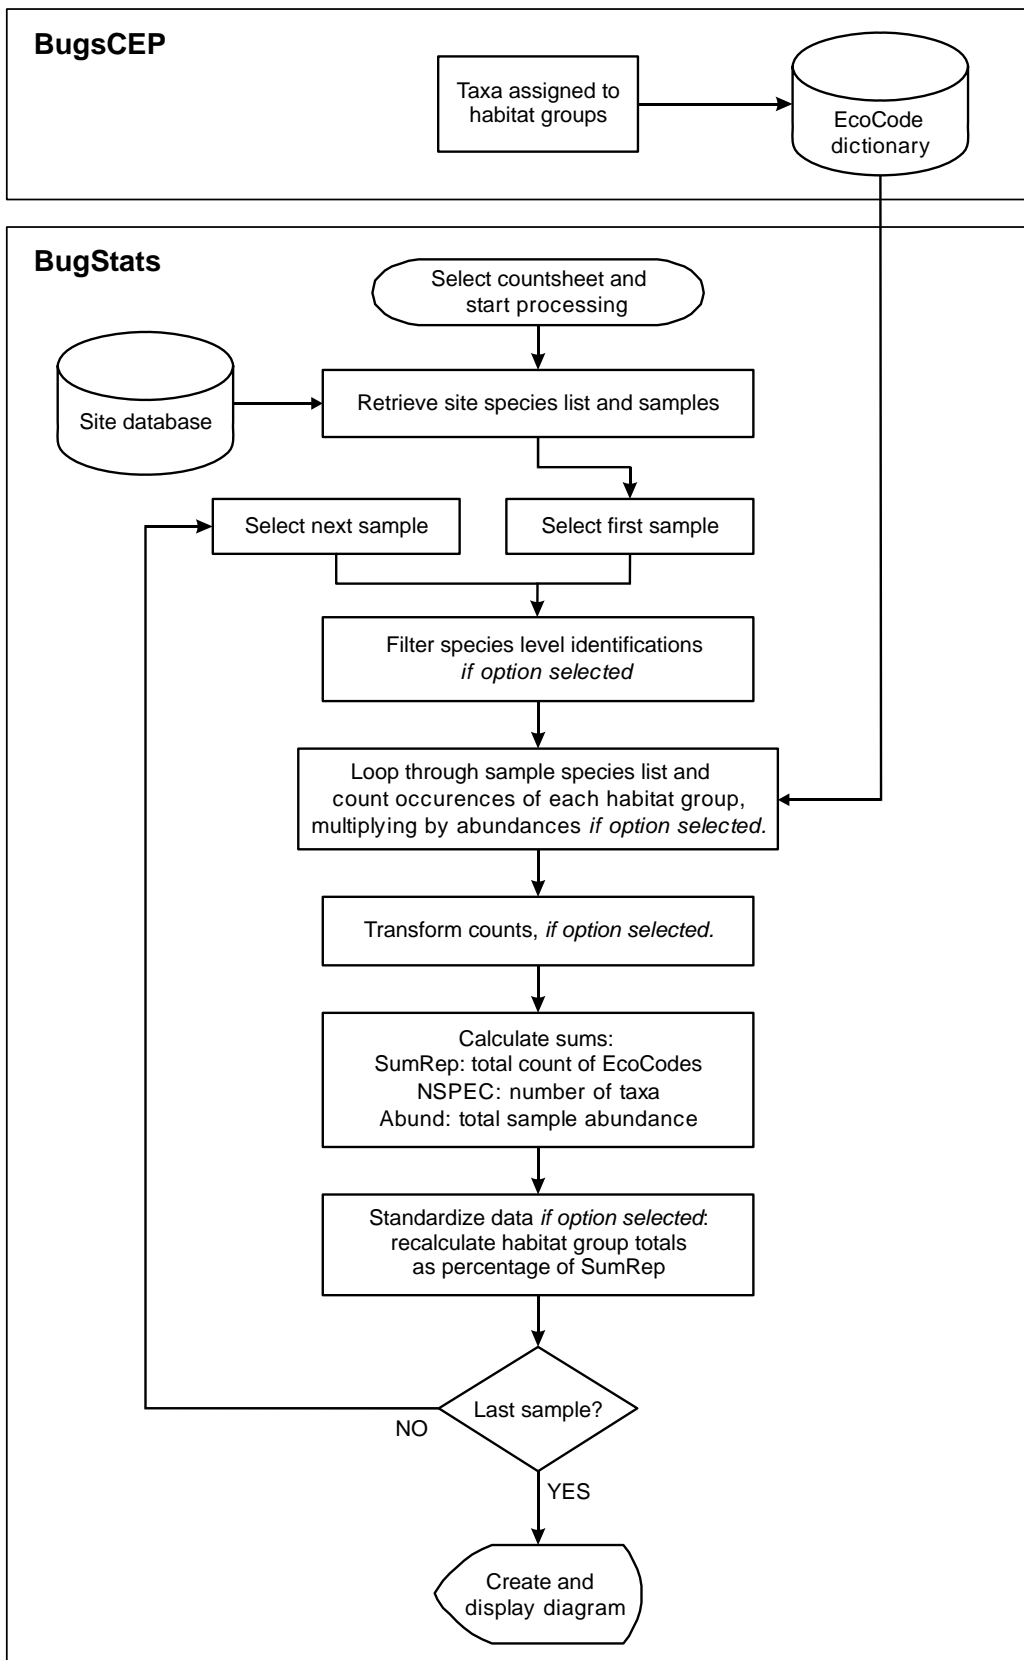 BugsCEP
Taxa assigned to
habitat groups
EcoCode
dictionary
BugStats
Select countsheet and
start processing
Site database
Retrieve site species list and samples
Select next sample
Select first sample
Filter species level identifications
if option selected
Loop through sample species list and
count occurences of each habitat group,
multiplying by abundances if option selected.
Transform counts, if option selected.
Calculate sums:
SumRep: total count of EcoCodes
NSPEC: number of taxa
Abund: total sample abundance
Standardize data if option selected:
recalculate habitat group totals
as percentage of SumRep
Last sample?
NO
YES
Create and
display diagram